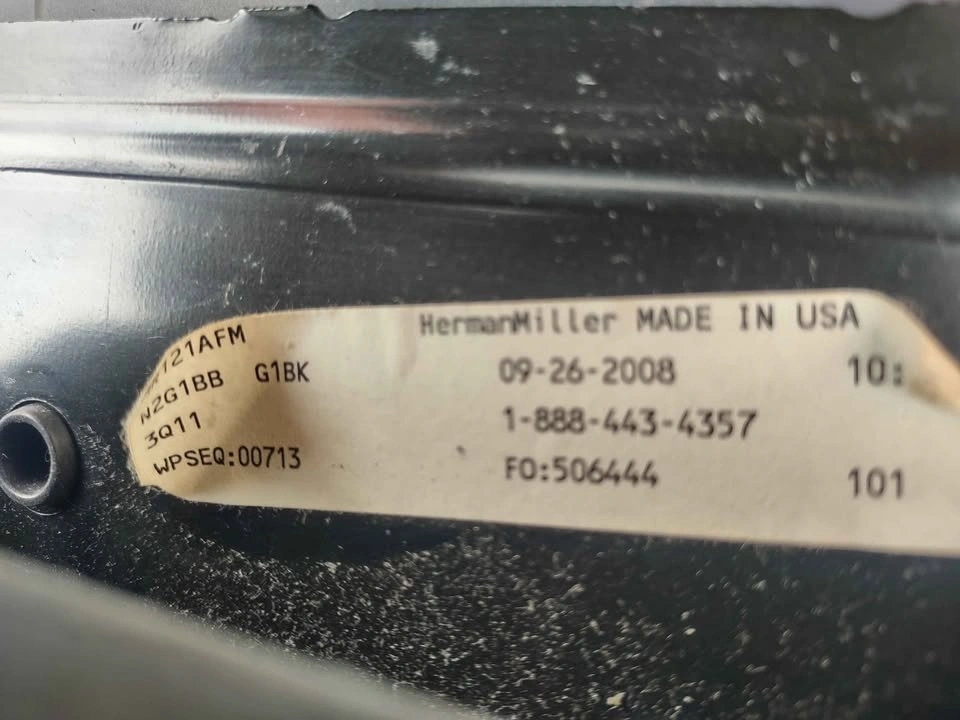 121AFM
N2G1BB G1BK
3Q11
WPSEQ:00713
HermanMiller MADE IN USA
09-26-2008 10:
1-888-443-4357
FO:506444 101